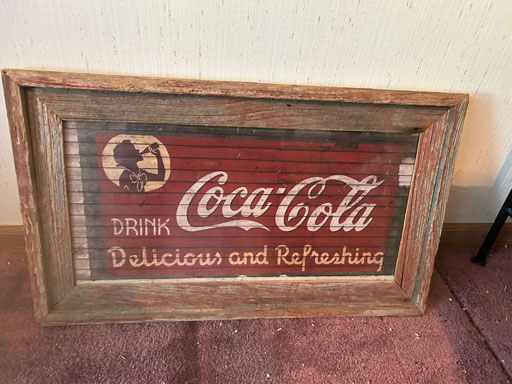 Coca-Cola
DRINK
Delicious and Refreshing